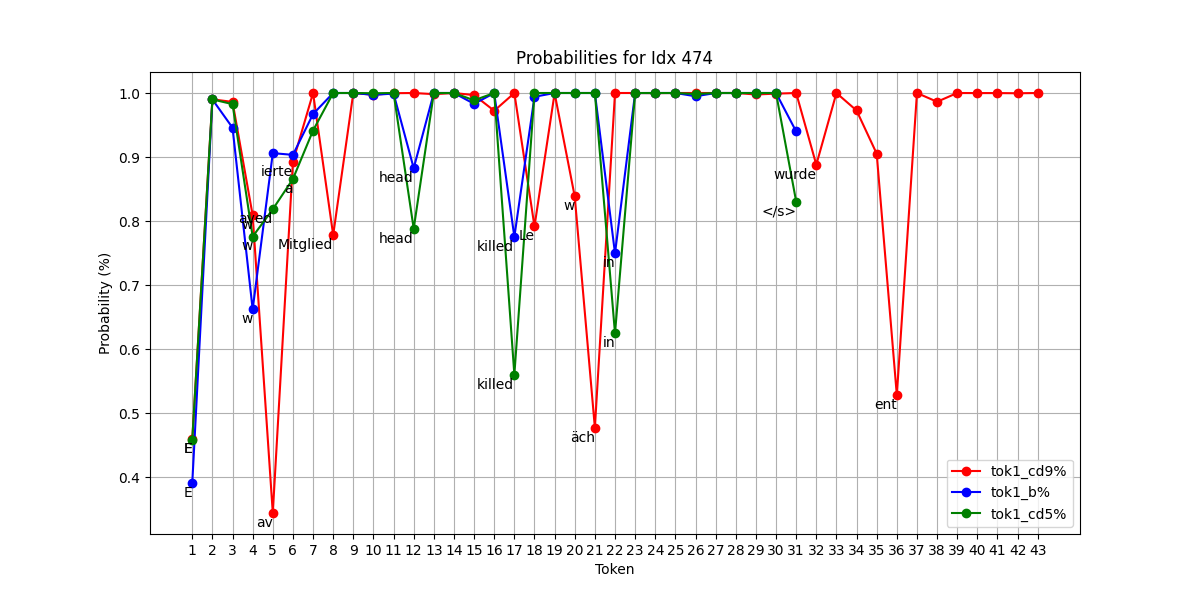 Probabilities for Idx 474
Probability (%)
1.0
0.9
0.8
0.7
0.6
0.5
0.4
E
E
w
w
w
aved
av
ierte
a
Mitglied
head
head
killed
killed
Le
w
äch
in
in
wurde
</s>
ent
tok1_cd9%
tok1_b%
tok1_cd5%
1 2 3 4 5 6 7 8 9 10 11 12 13 14 15 16 17 18 19 20 21 22 23 24 25 26 27 28 29 30 31 32 33 34 35 36 37 38 39 40 41 42 43
Token